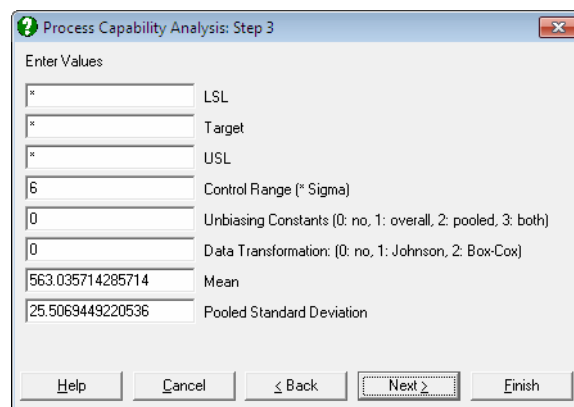 Process Capability Analysis: Step 3
Enter Values
* LSL
* Target
* USL
6 Control Range (* Sigma)
0 Unbiasing Constants (0: no, 1: overall, 2: pooled, 3: both)
0 Data Transformation: (0: no, 1: Johnson, 2: Box-Cox)
563.035714285714 Mean
25.5069449220536 Pooled Standard Deviation
Help Cancel < Back Next > Finish